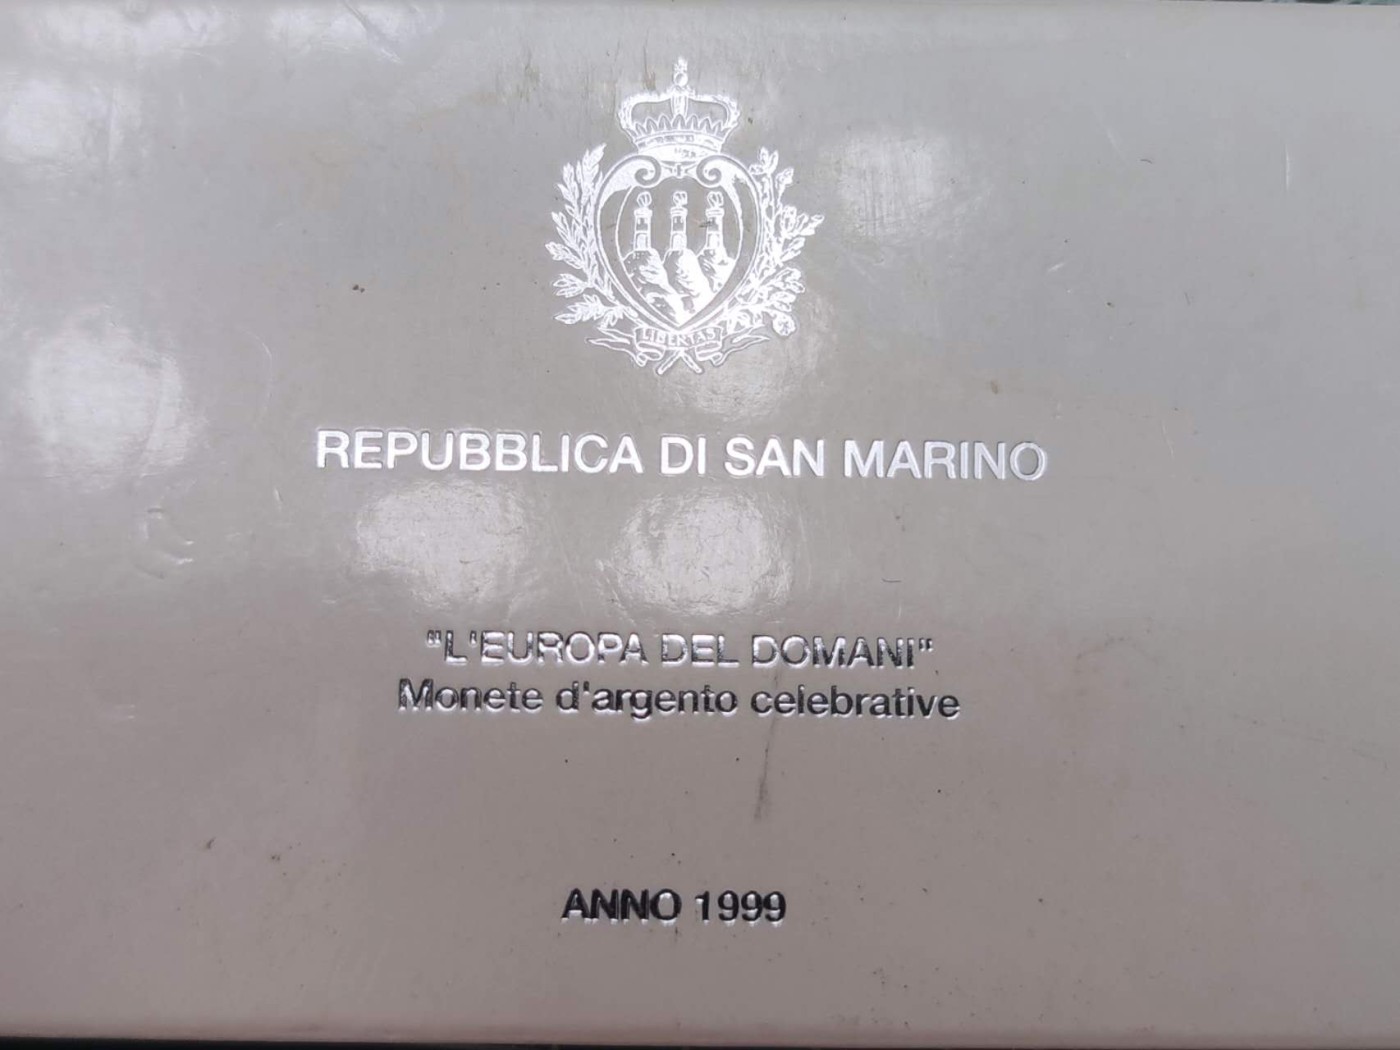 LIBERTAS
REPUBBLICA DI SAN MARINO
"L'EUROPA DEL DOMANI"
Monete d'argento celebrative
ANNO 1999